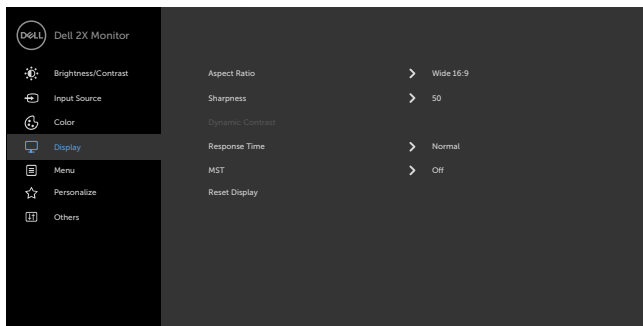 DELL Dell 2X Monitor
Brightness/Contrast
Aspect Ratio Wide 16:9
Input Source
Sharpness 50
Color
Dynamic Contrast
Display
Response Time Normal
Menu
MST Off
Personalize
Reset Display
Others